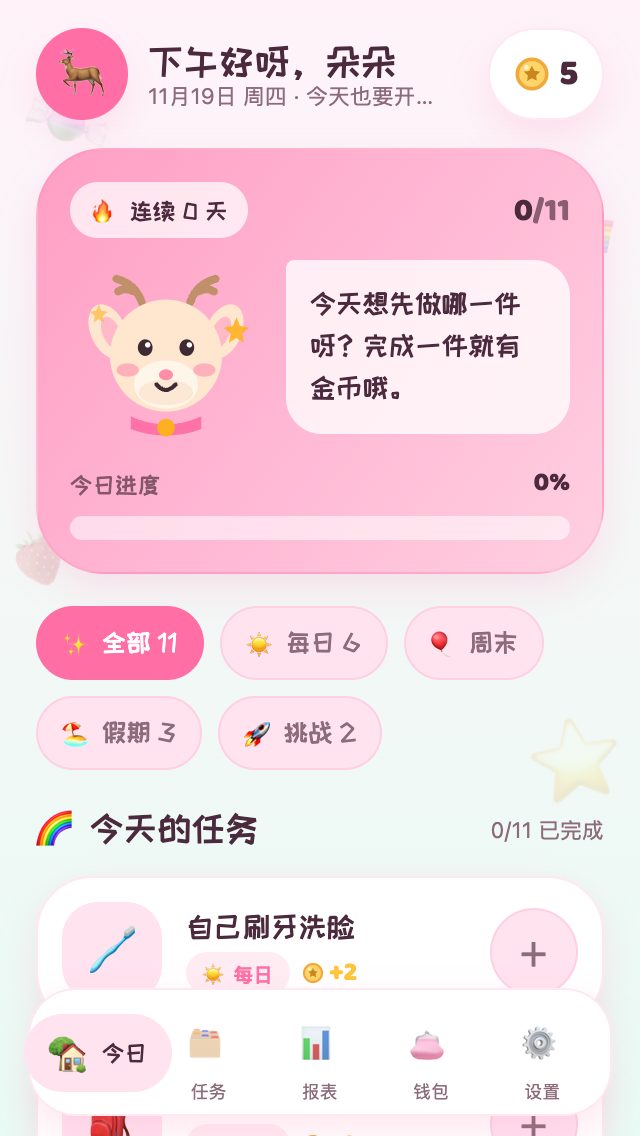 下午好呀，朵朵
11月19日 周四 · 今天也要开...
5
连续 0 天
0/11
今天想先做哪一件
呀？完成一件就有
金币哦。
今日进度
0%
全部 11
每日 6
周末
假期 3
挑战 2
今天的任务
0/11 已完成
自己刷牙洗脸
每日
+2
+
今日
任务
报表
钱包
设置